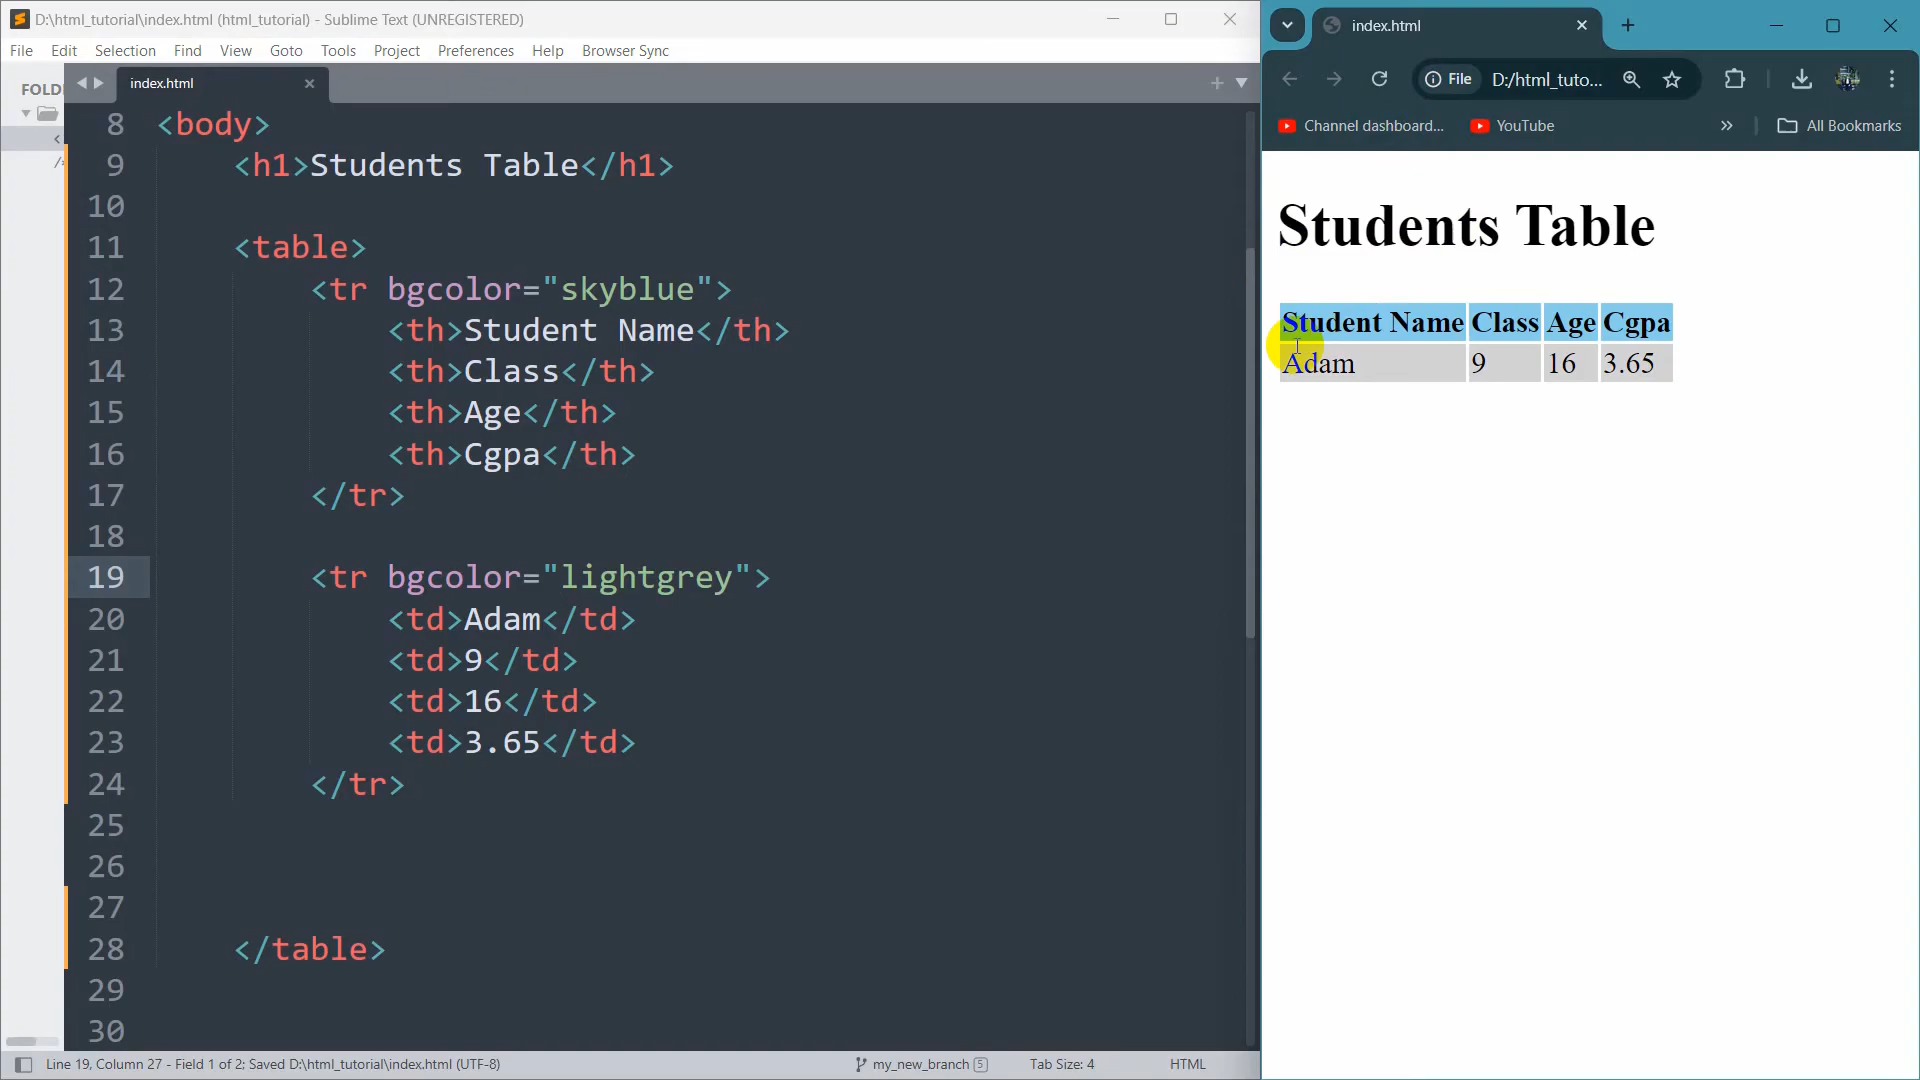 D:\html_tutorial\index.html (html_tutorial) - Sublime Text (UNREGISTERED)
File Edit Selection Find View Goto Tools Project Preferences Help Browser Sync
FOLD
index.html
8 <body>
9 <h1>Students Table</h1>
10
11 <table>
12 <tr bgcolor="skyblue">
13 <th>Student Name</th>
14 <th>Class</th>
15 <th>Age</th>
16 <th>Cgpa</th>
17 </tr>
18
19 <tr bgcolor="lightgrey">
20 <td>Adam</td>
21 <td>9</td>
22 <td>16</td>
23 <td>3.65</td>
24 </tr>
25
26
27
28 </table>
29
30
Line 19, Column 27 - Field 1 of 2; Saved D:\html_tutorial\index.html (UTF-8) my_new_branch 5 Tab Size: 4 HTML
index.html
File D:/html_tuto...
Channel dashboard... YouTube All Bookmarks
Students Table
Student Name Class Age Cgpa
Adam 9 16 3.65